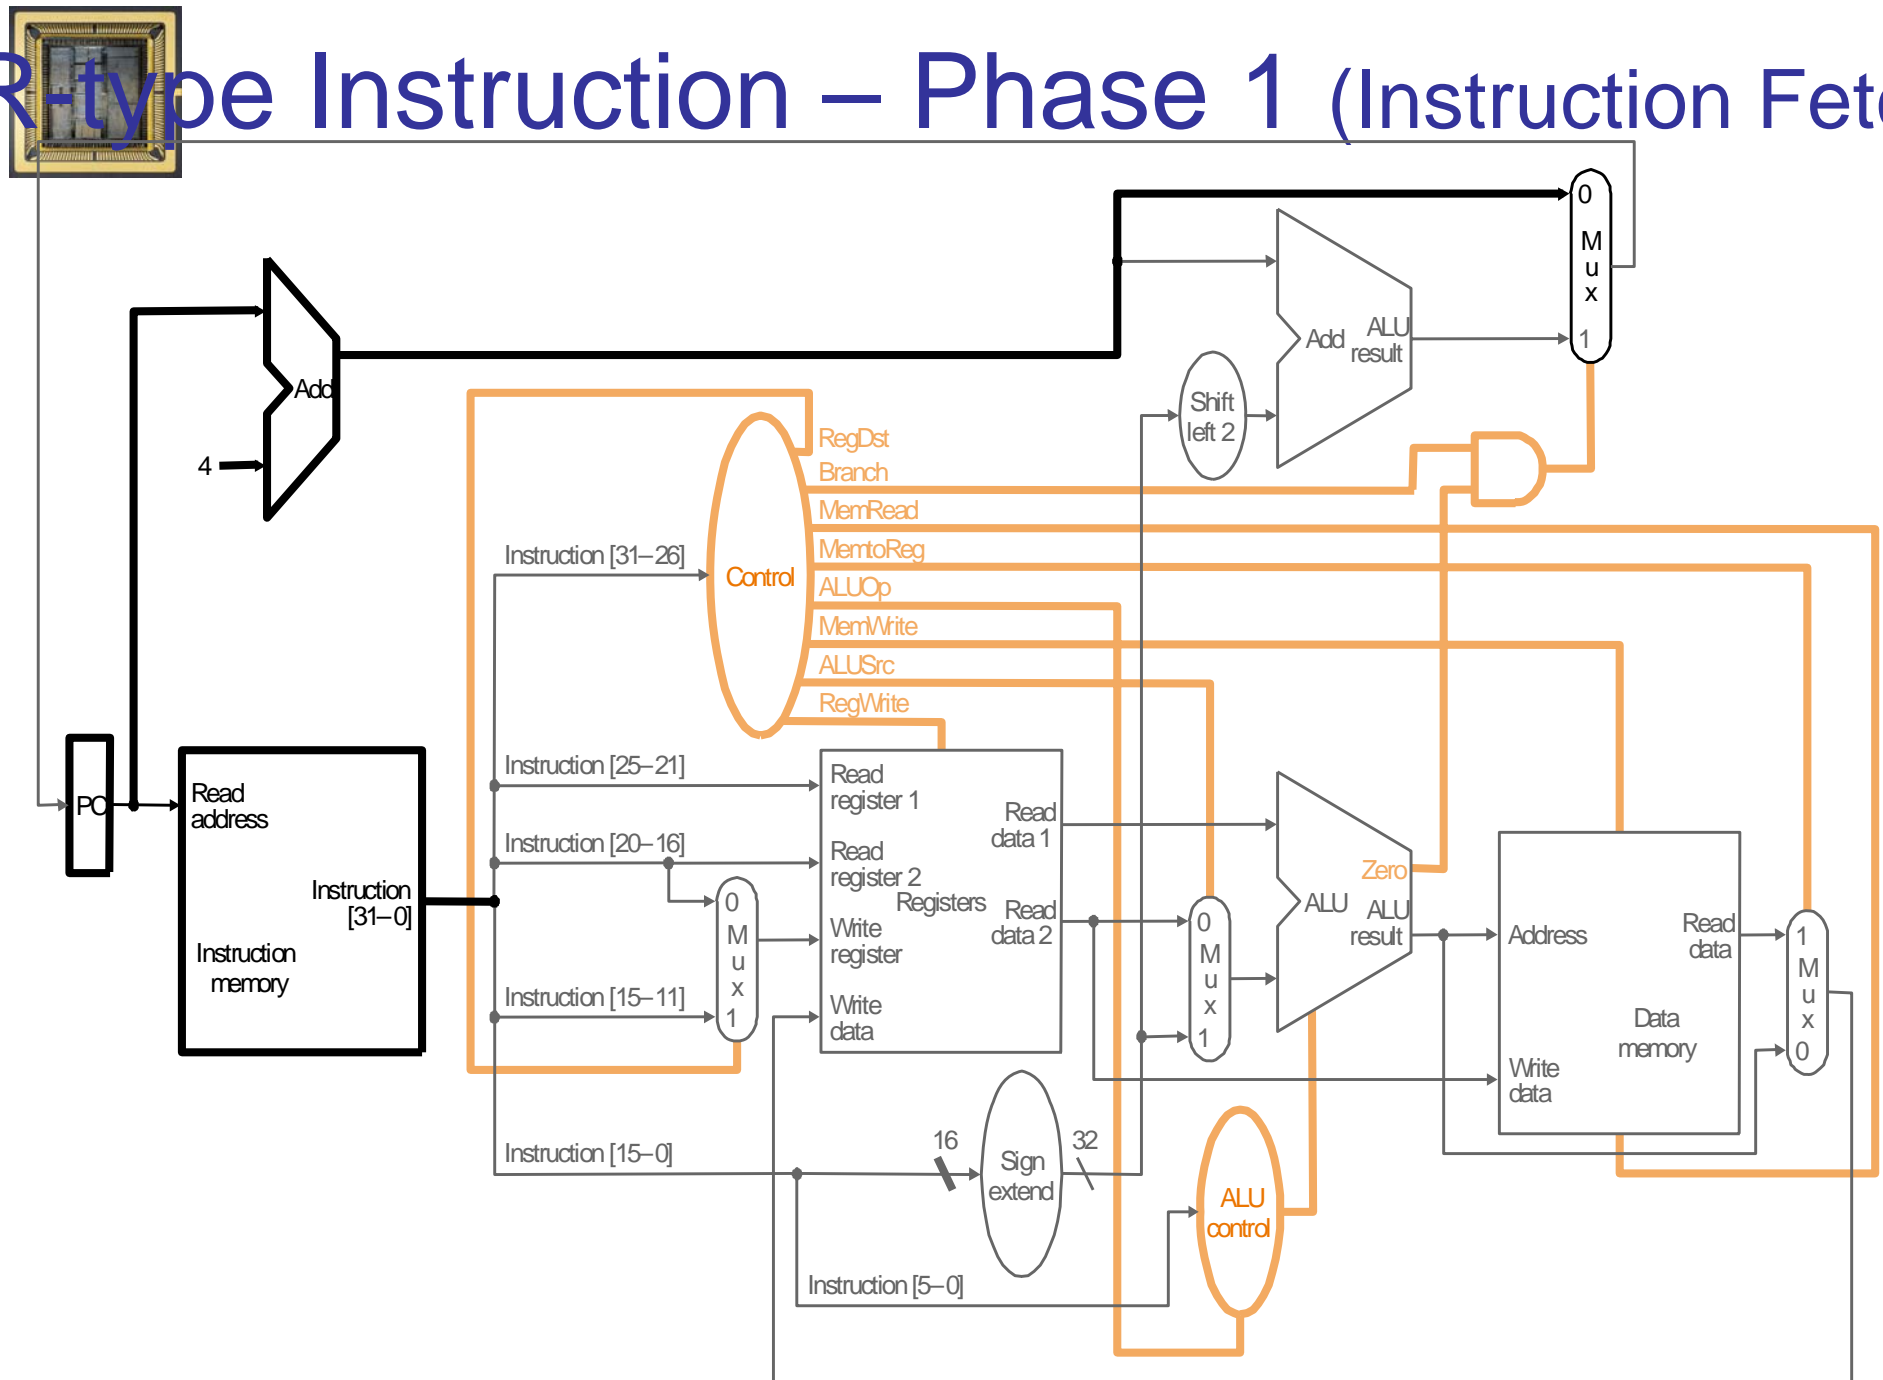 R-type Instruction – Phase 1 (Instruction Fetc
0
M
u
x
1
Add
ALU
result
Shift
left 2
Add
4
RegDst
Branch
MemRead
MemtoReg
ALUOp
MemWrite
ALUSrc
RegWrite
Control
Instruction [31–26]
Instruction [25–21]
Instruction [20–16]
Instruction [15–11]
Instruction [15–0]
Instruction [5–0]
PC
Read
address
Instruction
[31–0]
Instruction
memory
0
M
u
x
1
Read
register 1
Read
register 2
Write
register
Write
data
Registers
Read
data 1
Read
data 2
0
M
u
x
1
Zero
ALU
ALU
result
Address
Write
data
Read
data
Data
memory
1
M
u
x
0
16
Sign
extend
32
ALU
control